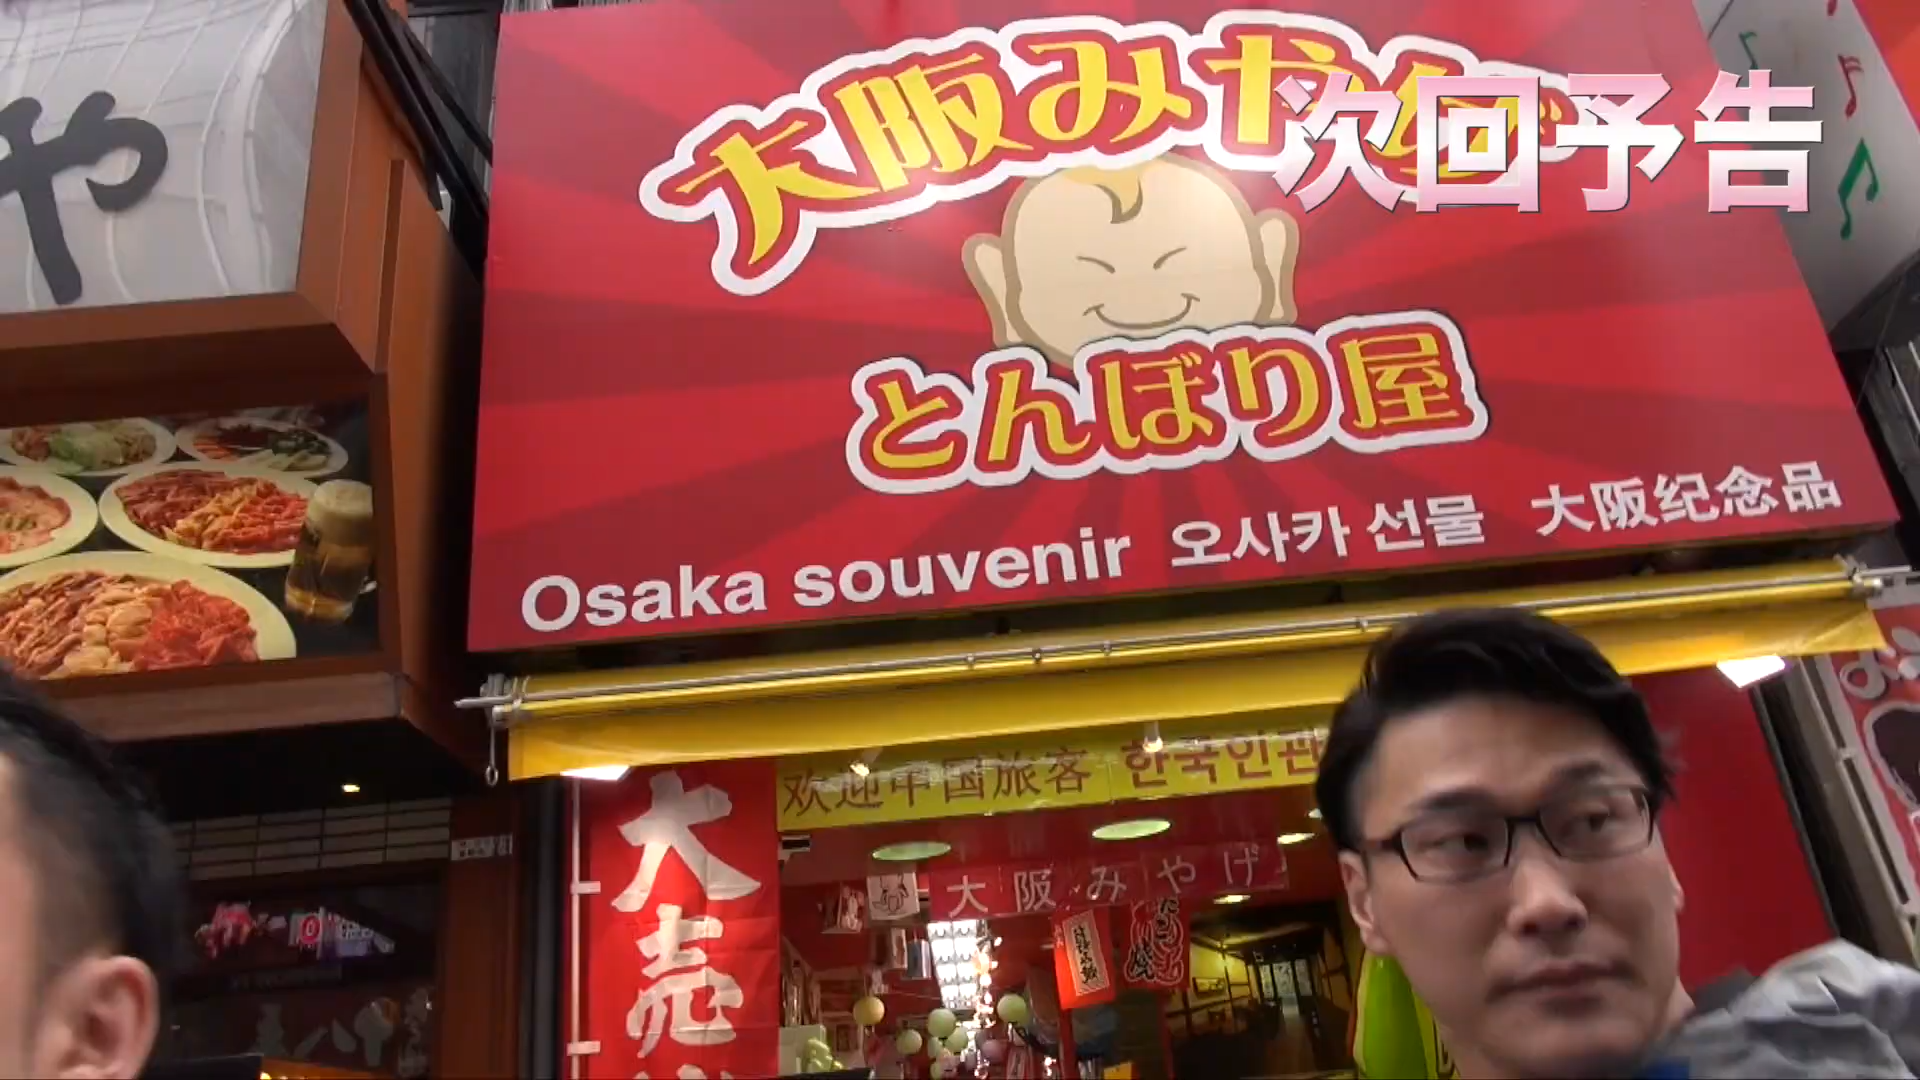 や
大阪みやげ
次回予告
とんぼり屋
Osaka souvenir 오사카 선물 大阪纪念品
欢迎中国旅客 한국인관
大阪みやげ
大売